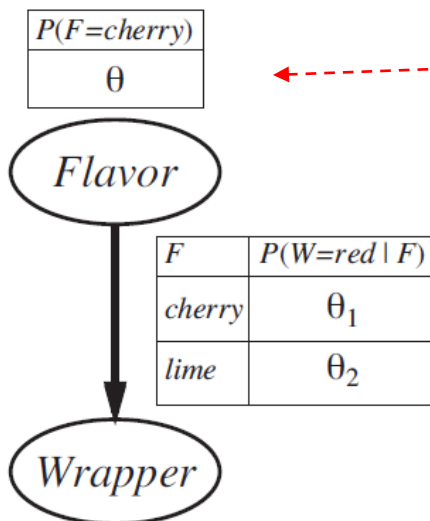 P(F=cherry)
θ
Flavor
F P(W=red | F)
cherry θ1
lime θ2
Wrapper